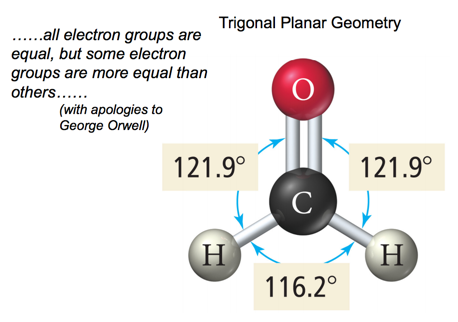 Trigonal Planar Geometry
......all electron groups are
equal, but some electron
groups are more equal than
others......
(with apologies to
George Orwell)
O
121.9°
121.9°
C
H
H
116.2°